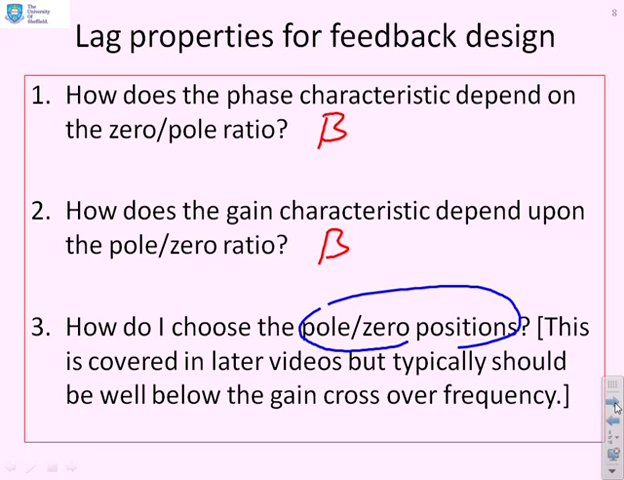 The
University
Of
Sheffield.
8
Lag properties for feedback design
1. How does the phase characteristic depend on
the zero/pole ratio? β
2. How does the gain characteristic depend upon
the pole/zero ratio? β
3. How do I choose the pole/zero positions? [This
is covered in later videos but typically should
be well below the gain cross over frequency.]